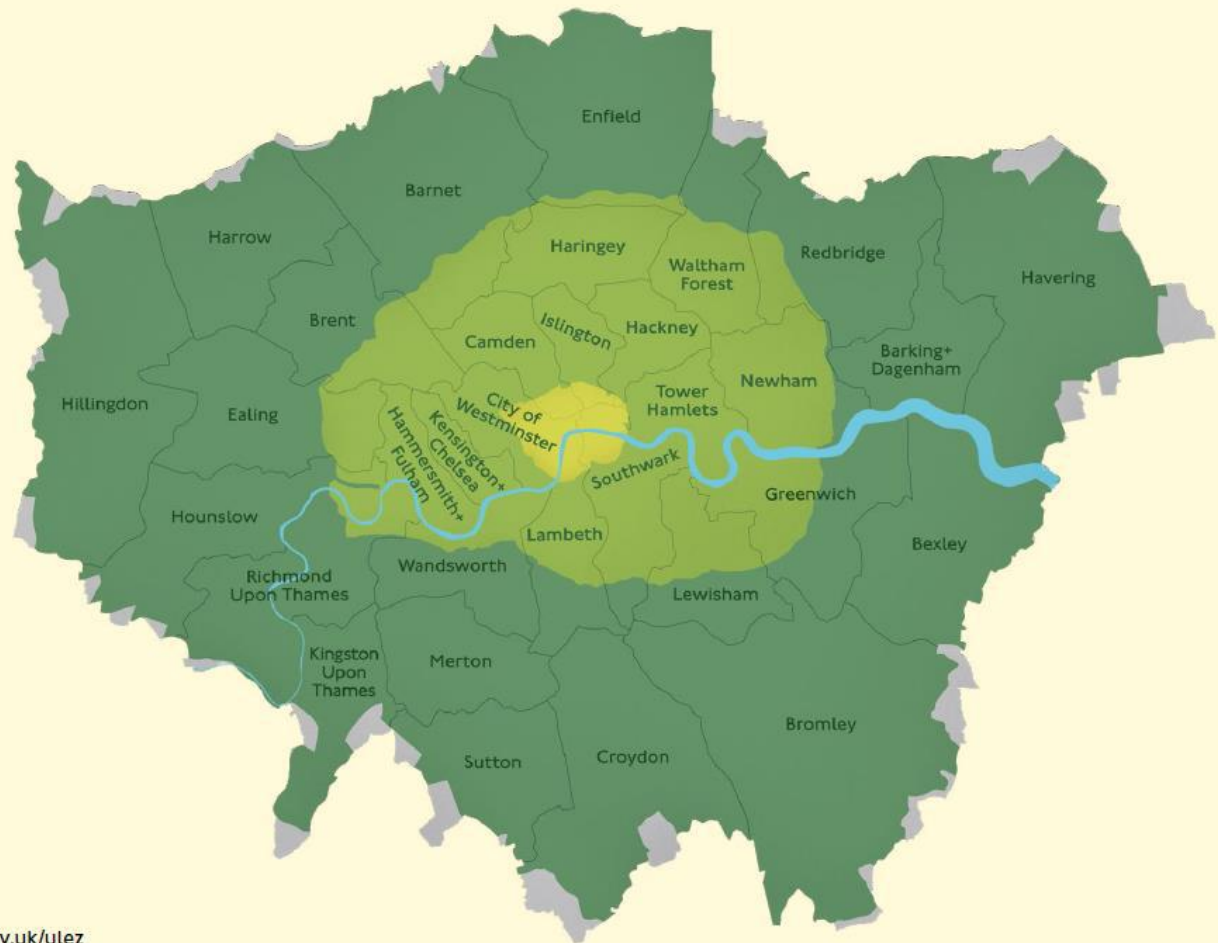 Enfield
Barnet
Harrow
Haringey
Waltham
Forest
Redbridge
Havering
Brent
Camden
Islington
Hackney
Barking+
Dagenham
Hillingdon
Ealing
Newham
Tower
Hamlets
City of
Westminster
Kensington+
Chelsea
Hammersmith+
Fulham
Southwark
Greenwich
Hounslow
Lambeth
Bexley
Wandsworth
Richmond
Upon Thames
Lewisham
Kingston
Upon
Thames
Merton
Bromley
Sutton
Croydon
v.uk/ulez